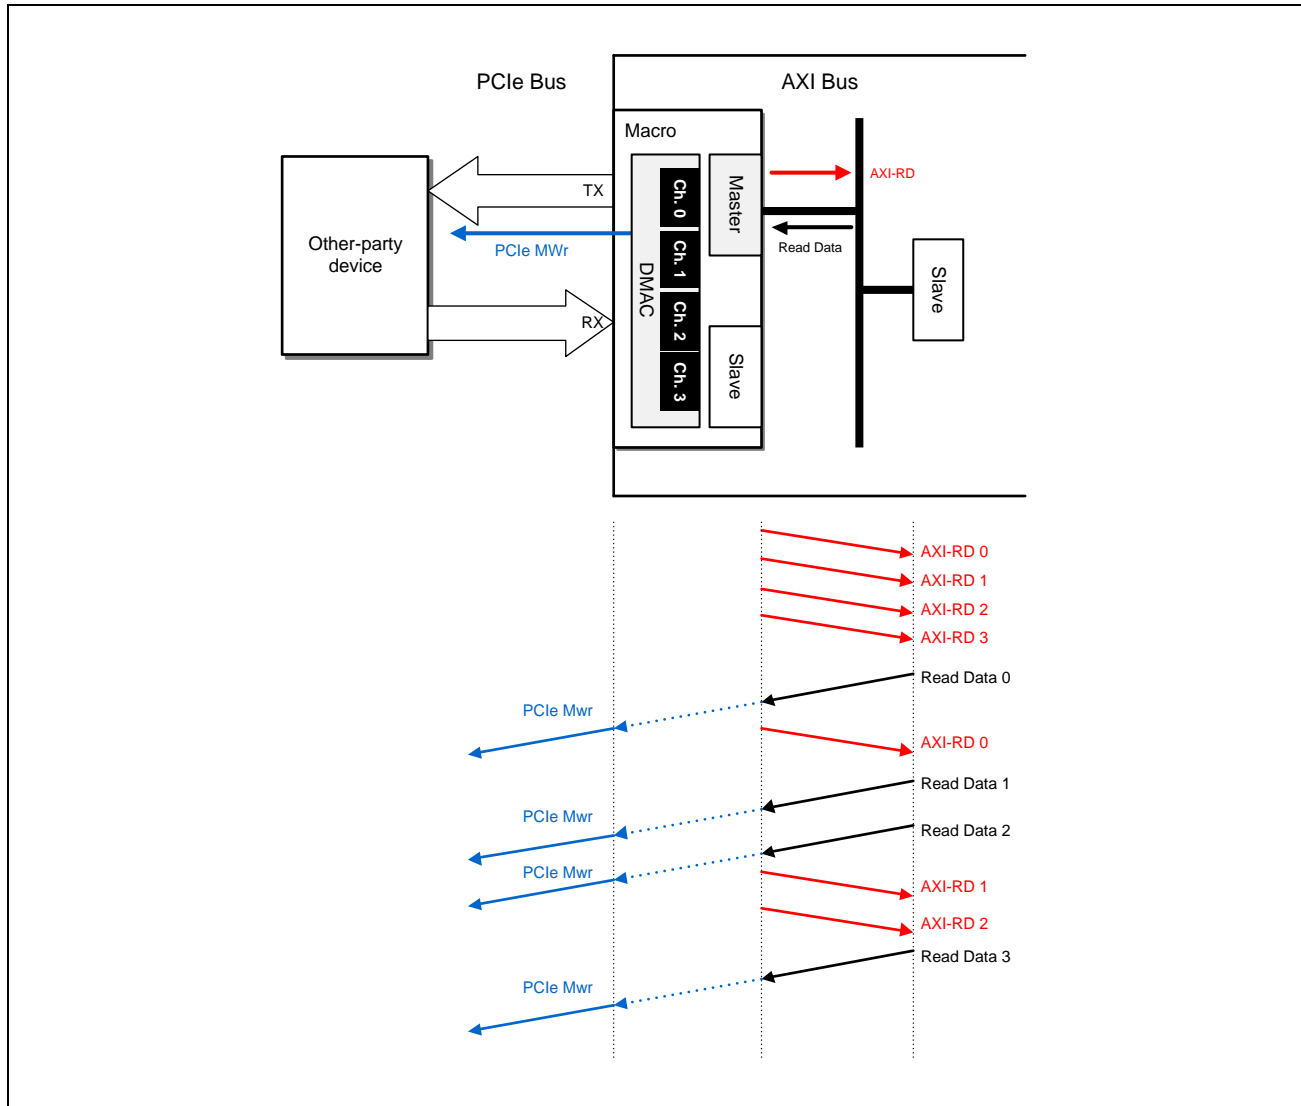 PCIe Bus
AXI Bus
Macro
TX
Ch. 0
Master
AXI-RD
Other-party
device
PCIe MWr
Read Data
Ch. 1
DMAC
Slave
RX
Ch. 2
Slave
Ch. 3
AXI-RD 0
AXI-RD 1
AXI-RD 2
AXI-RD 3
Read Data 0
PCIe Mwr
AXI-RD 0
Read Data 1
PCIe Mwr
Read Data 2
PCIe Mwr
AXI-RD 1
AXI-RD 2
Read Data 3
PCIe Mwr